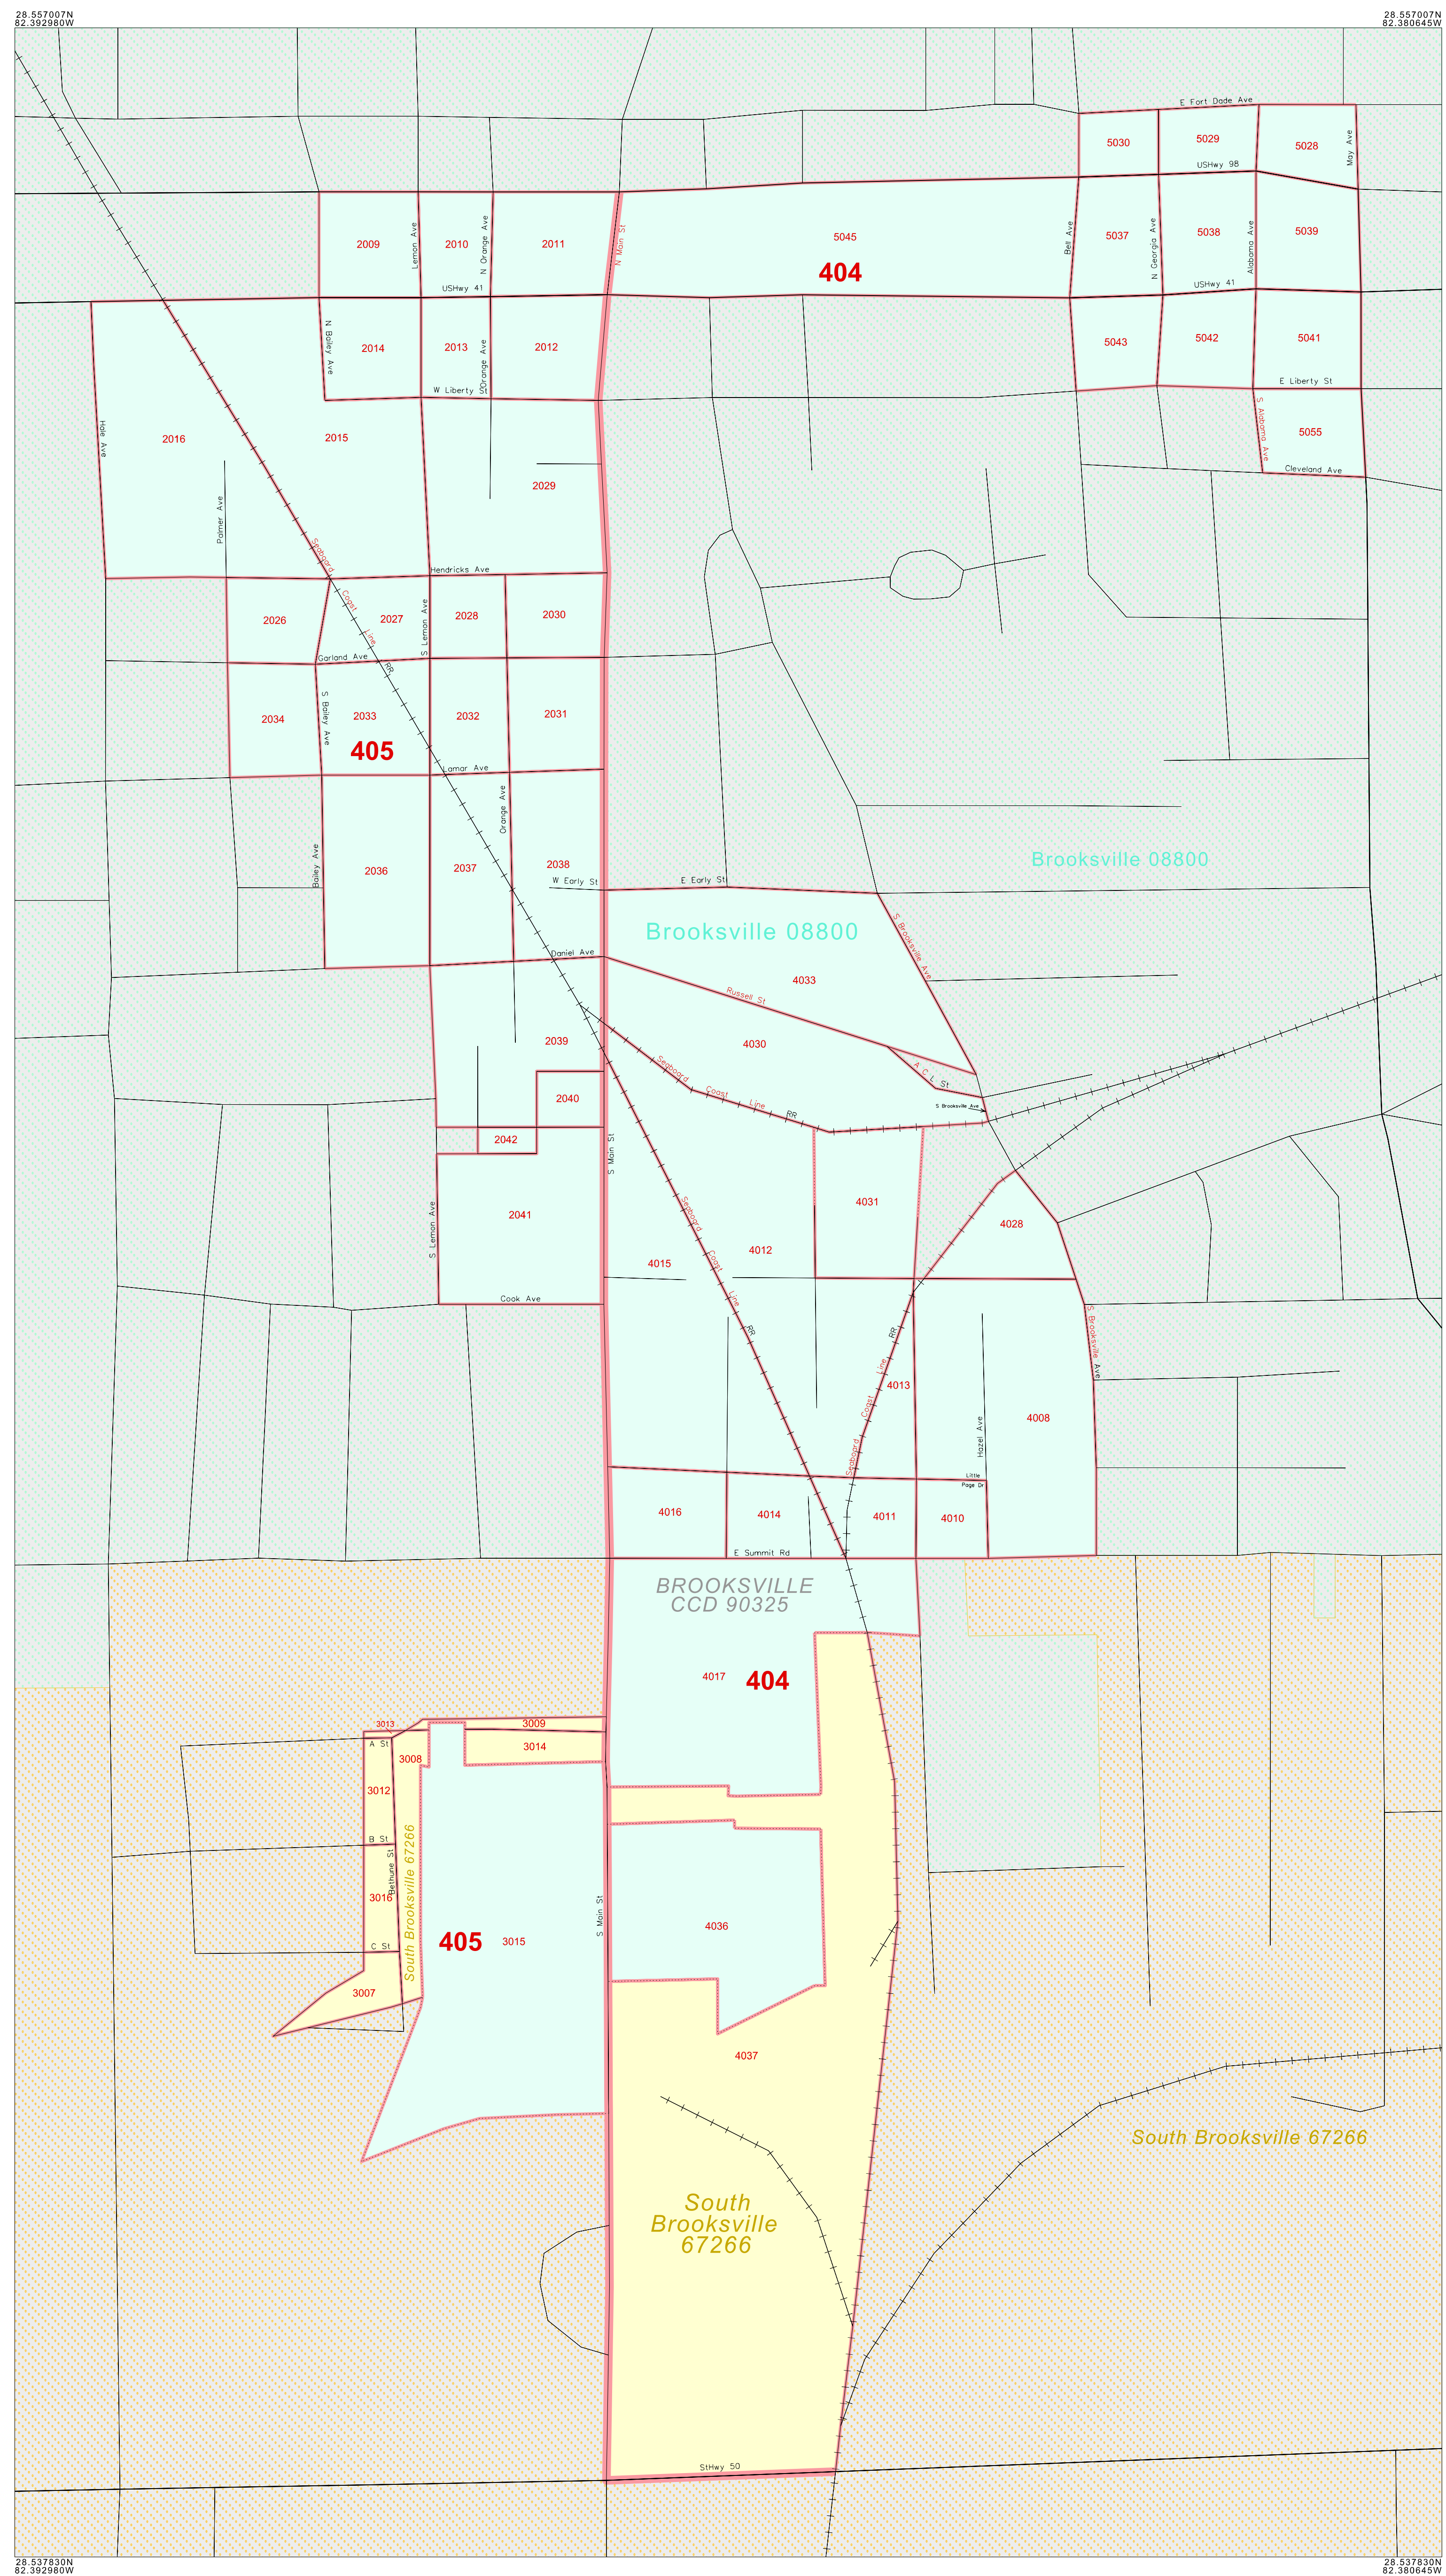 28.557007N
82.392980W
28.557007N
82.380645W
E Fort Dade Ave
5030
5029
5028
May Ave
USHwy 98
2009
Lemon Ave
2010
N Orange Ave
2011
N Main St
5045
404
Bell Ave
5037
N Georgia Ave
5038
Alabama Ave
5039
USHwy 41
USHwy 41
N Bailey Ave
2014
2013
Orange Ave
2012
5043
5042
5041
W Liberty St
E Liberty St
Hale Ave
2016
2015
S Alabama Ave
5055
Cleveland Ave
2029
Palmer Ave
Seaboard
Coast
Line
RR
Hendricks Ave
2026
2027
S Lemon Ave
2028
2030
Garland Ave
2034
S Bailey Ave
2033
405
2032
2031
Lamar Ave
Bailey Ave
2036
2037
Orange Ave
2038
W Early St
E Early St
Brooksville 08800
Brooksville 08800
S Brooksville Ave
Daniel Ave
4033
Russell St
2039
4030
Seaboard
Coast
Line
RR
A C L St
S Brooksville Ave
2040
2042
S Main St
S Lemon Ave
2041
Cook Ave
4015
4012
4031
4028
Seaboard
Coast
Line
RR
S Brooksville Ave
Seaboard
Coast
Line
RR
4013
Hazel Ave
4008
Little
Page Dr
4016
4014
4011
4010
E Summit Rd
BROOKSVILLE
CCD 90325
4017
404
3013
3009
A St
3008
3014
3012
B St
Bethune St
South Brooksville 67266
3016
C St
3007
405
3015
S Main St
4036
4037
South Brooksville 67266
South
Brooksville
67266
StHwy 50
28.537830N
82.392980W
28.537830N
82.380645W